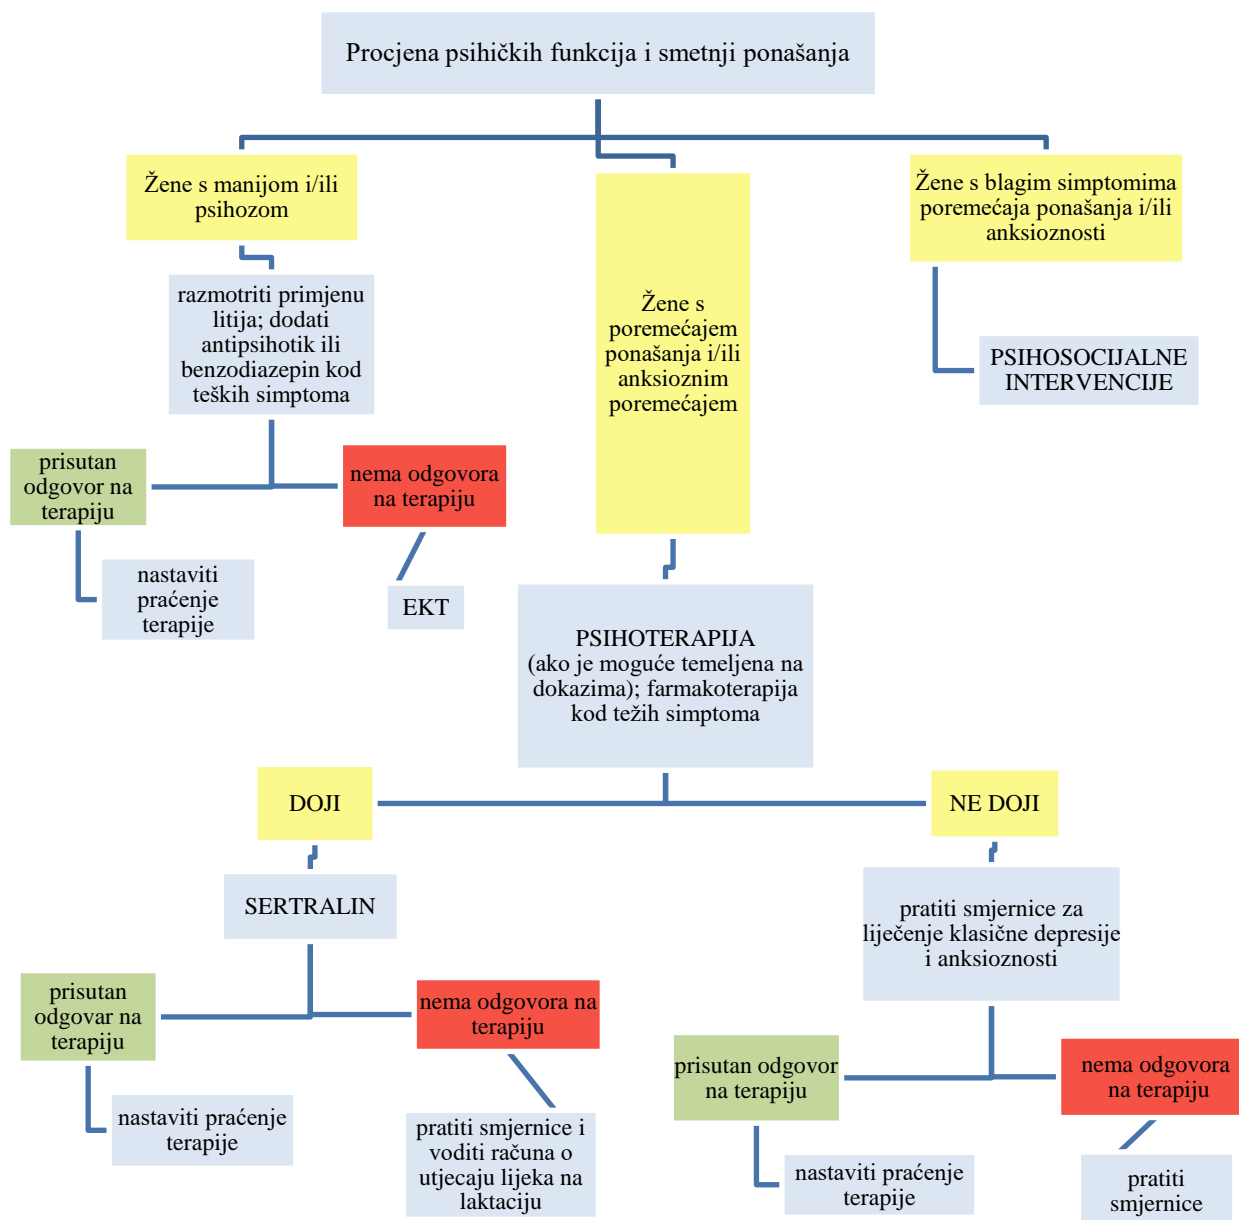 Procjena psihičkih funkcija i smetnji ponašanja
Žene s manijom i/ili
psihozom
razmotriti primjenu
litija; dodati
antipsihotik ili
benzodiazepin kod
teških simptoma
prisutan
odgovor na
terapiju
nastaviti
praćenje
terapije
nema odgovora
na terapiju
EKT
Žene s
poremećajem
ponašanja i/ili
anksioznim
poremećajem
Žene s blagim simptomima
poremećaja ponašanja i/ili
anksioznosti
PSIHOSOCIJALNE
INTERVENCIJE
PSIHOTERAPIJA
(ako je moguće temeljena na
dokazima); farmakoterapija
kod težih simptoma
DOJI
SERTRALIN
prisutan
odgovar na
terapiju
nastaviti praćenje
terapije
nema odgovora na
terapiju
pratiti smjernice i
voditi računa o
utjecaju lijeka na
laktaciju
NE DOJI
pratiti smjernice za
liječenje klasične depresije
i anksioznosti
prisutan odgovor
na terapiju
nastaviti praćenje
terapije
nema odgovora
na terapiju
pratiti
smjernice